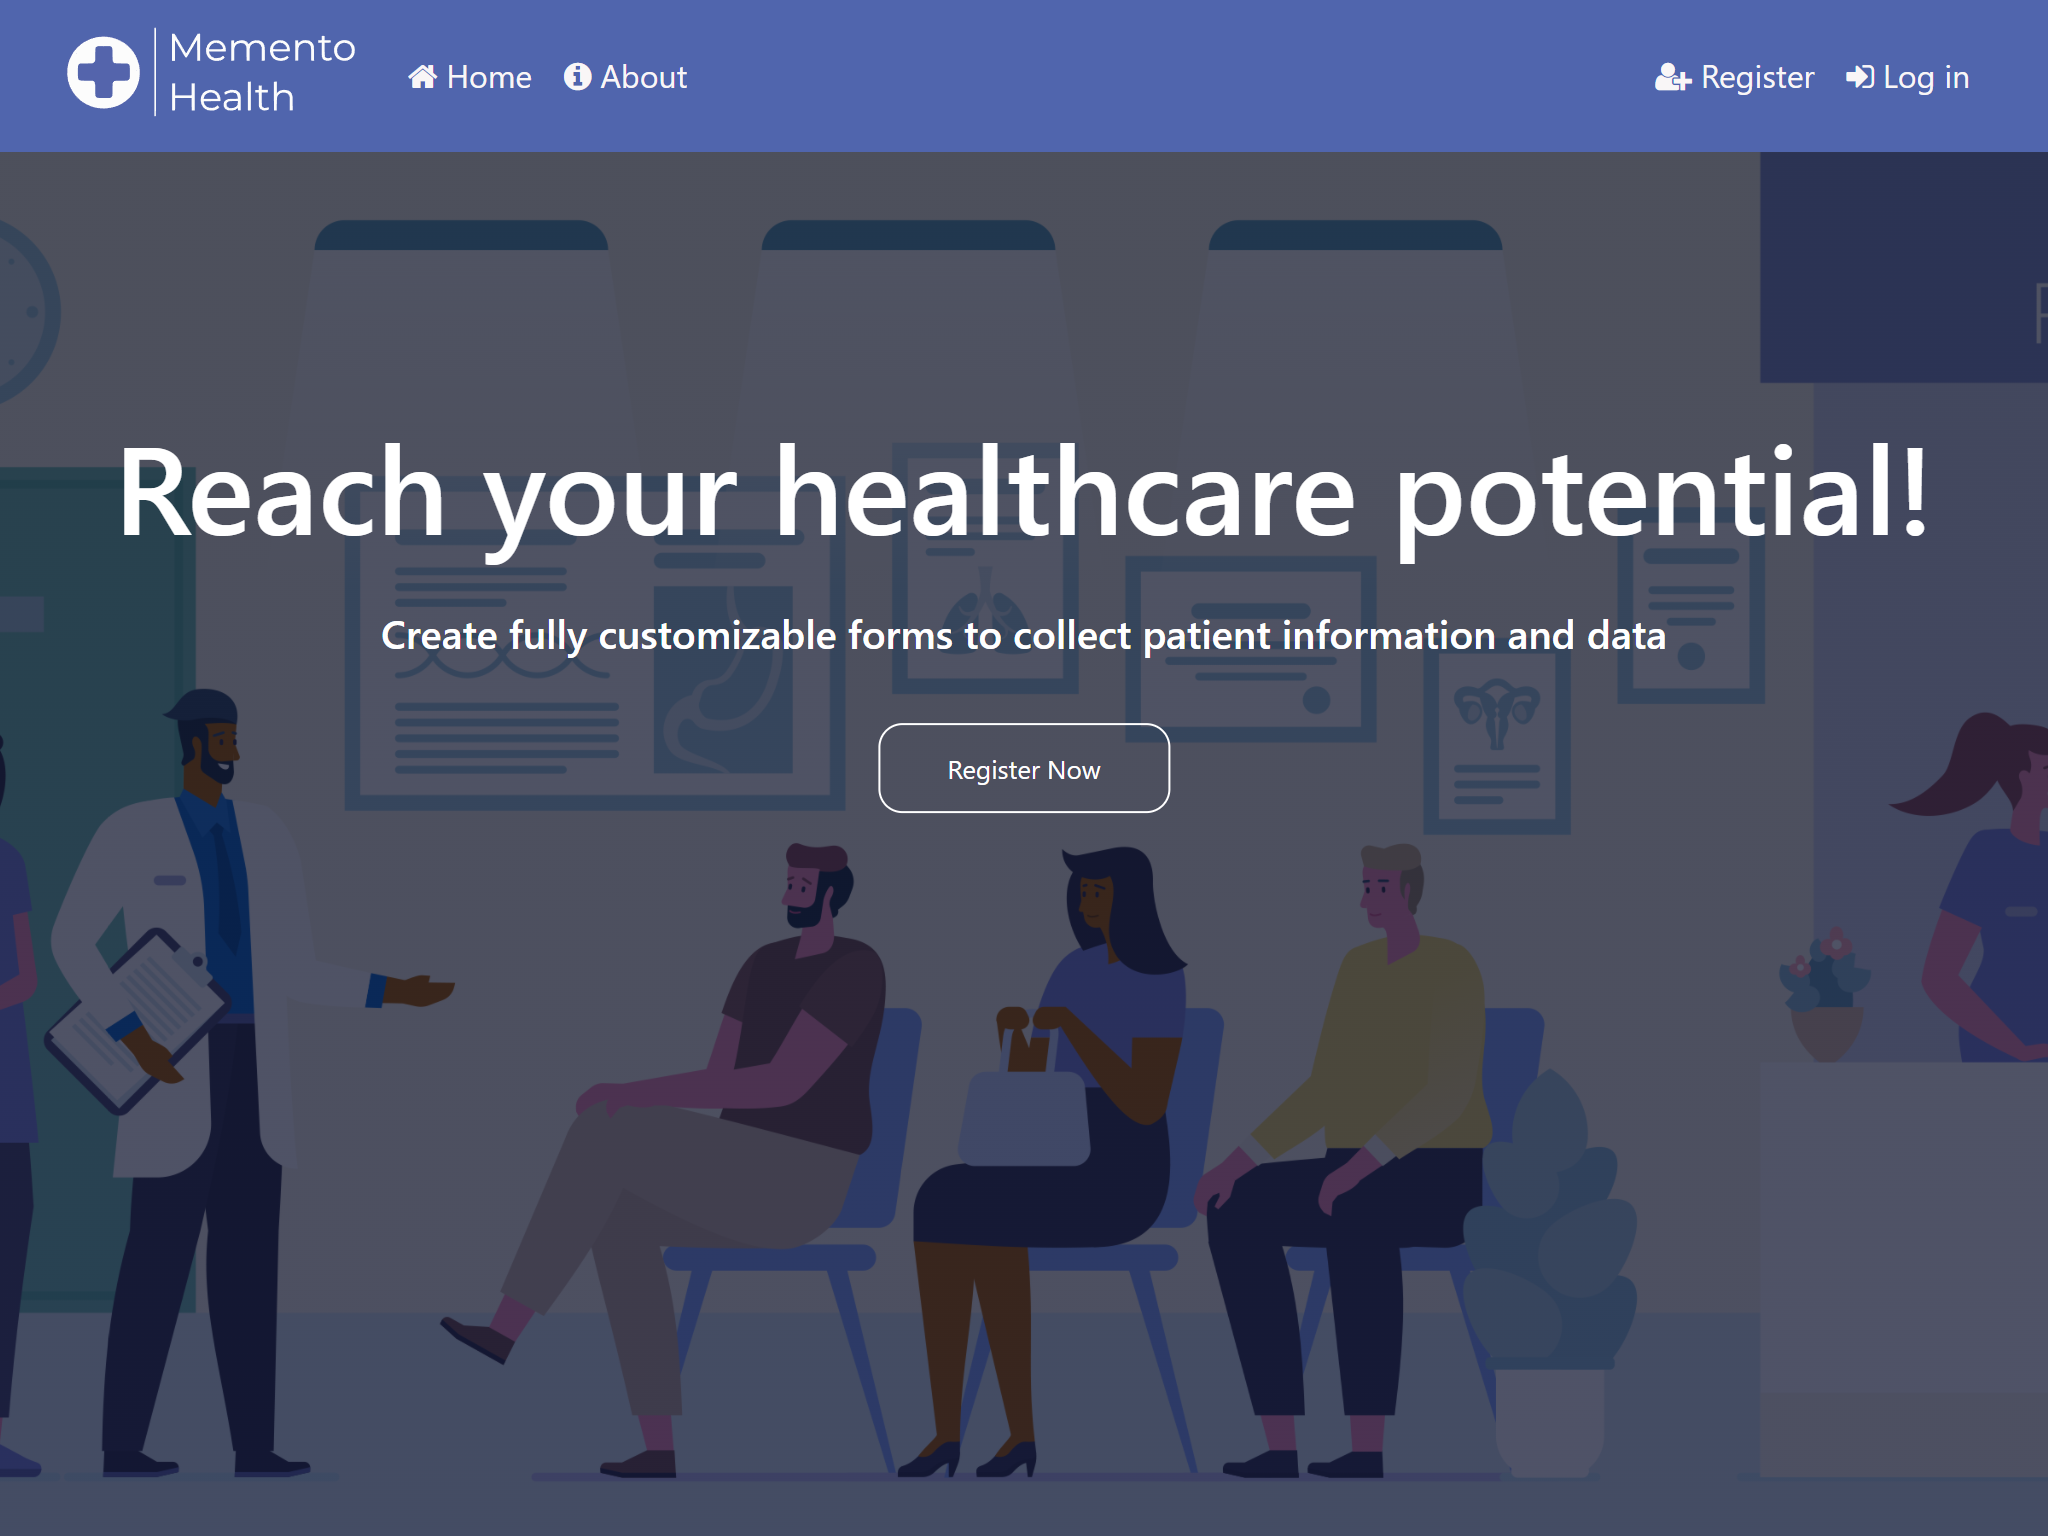 Memento
Health
Home
About
Register
Log in
Reach your healthcare potential!
Create fully customizable forms to collect patient information and data
Register Now